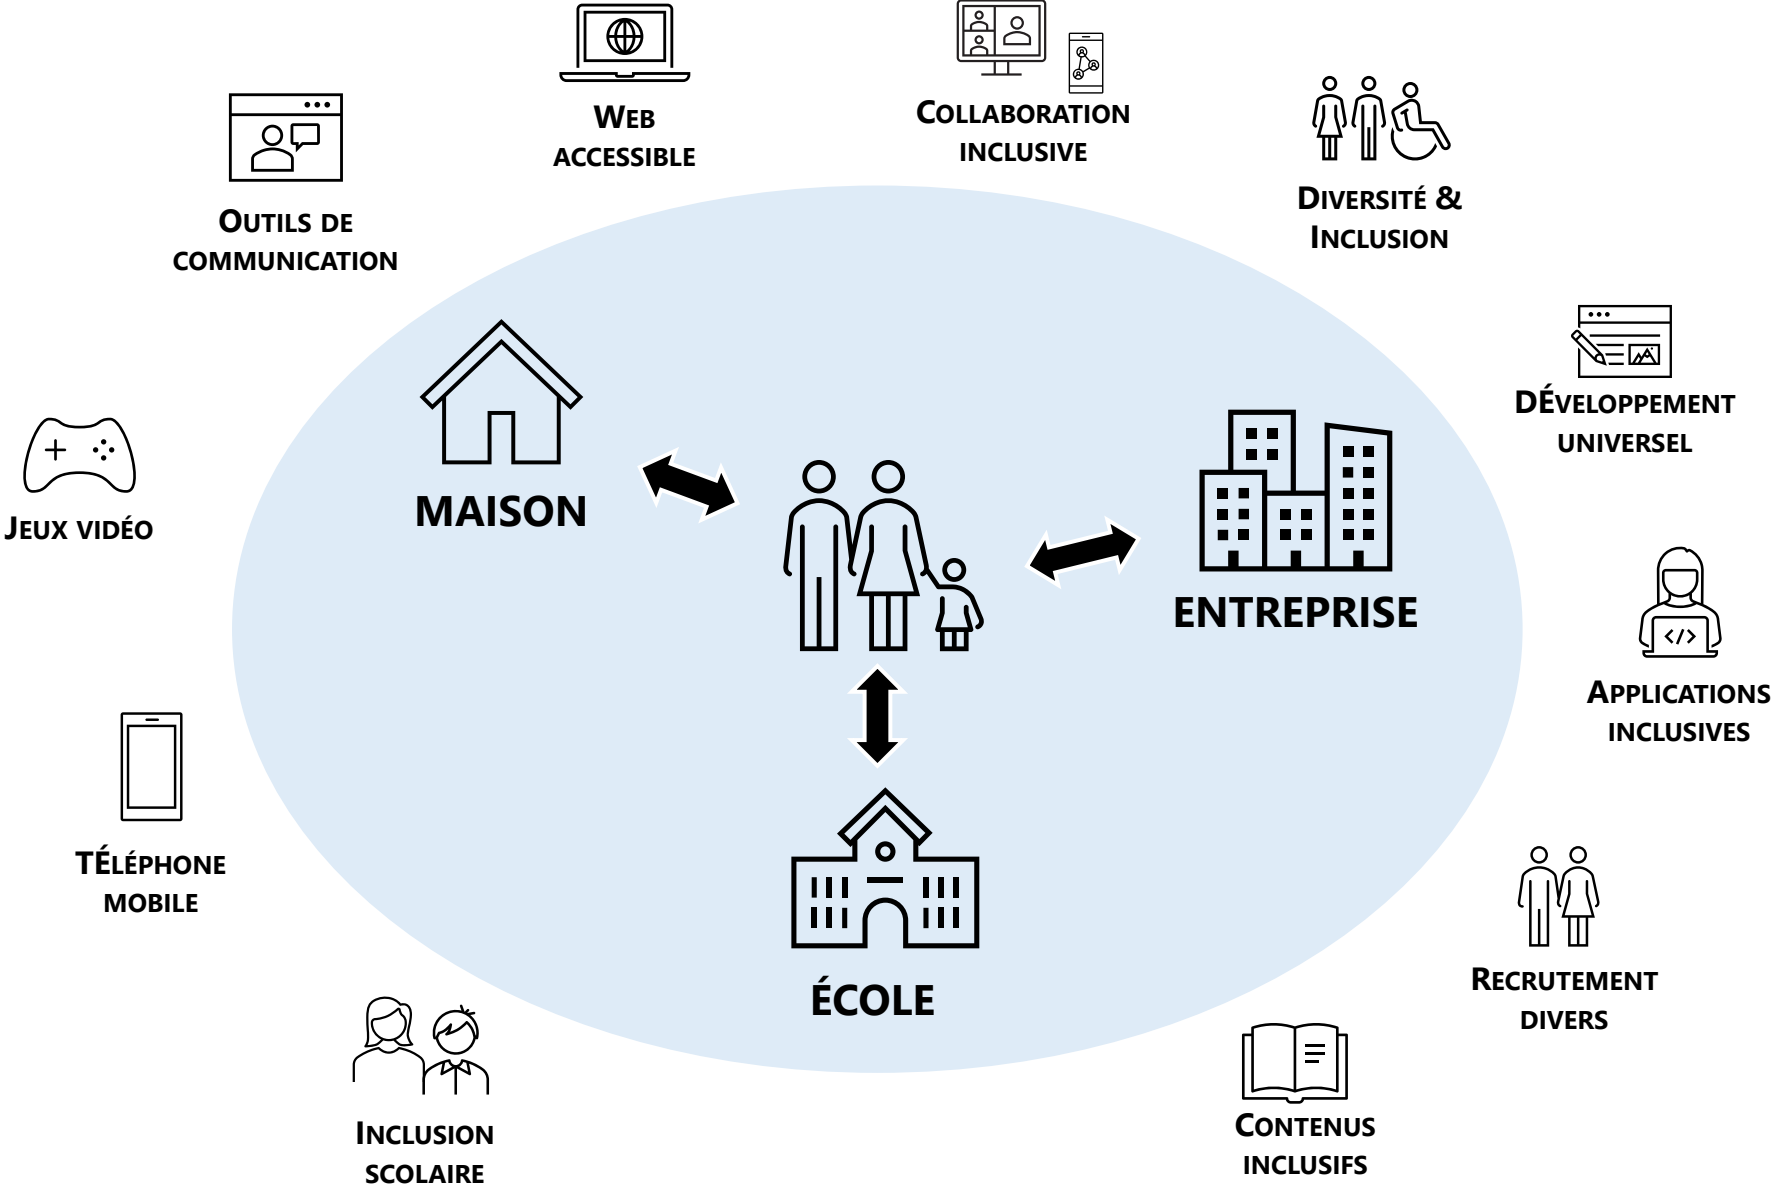 WEB
ACCESSIBLE
COLLABORATION
INCLUSIVE
DIVERSITÉ &
INCLUSION
OUTILS DE
COMMUNICATION
DÉVELOPPEMENT
UNIVERSEL
JEUX VIDÉO
MAISON
ENTREPRISE
APPLICATIONS
INCLUSIVES
</>
TÉLÉPHONE
MOBILE
ÉCOLE
RECRUTEMENT
DIVERS
INCLUSION
SCOLAIRE
CONTENUS
INCLUSIFS